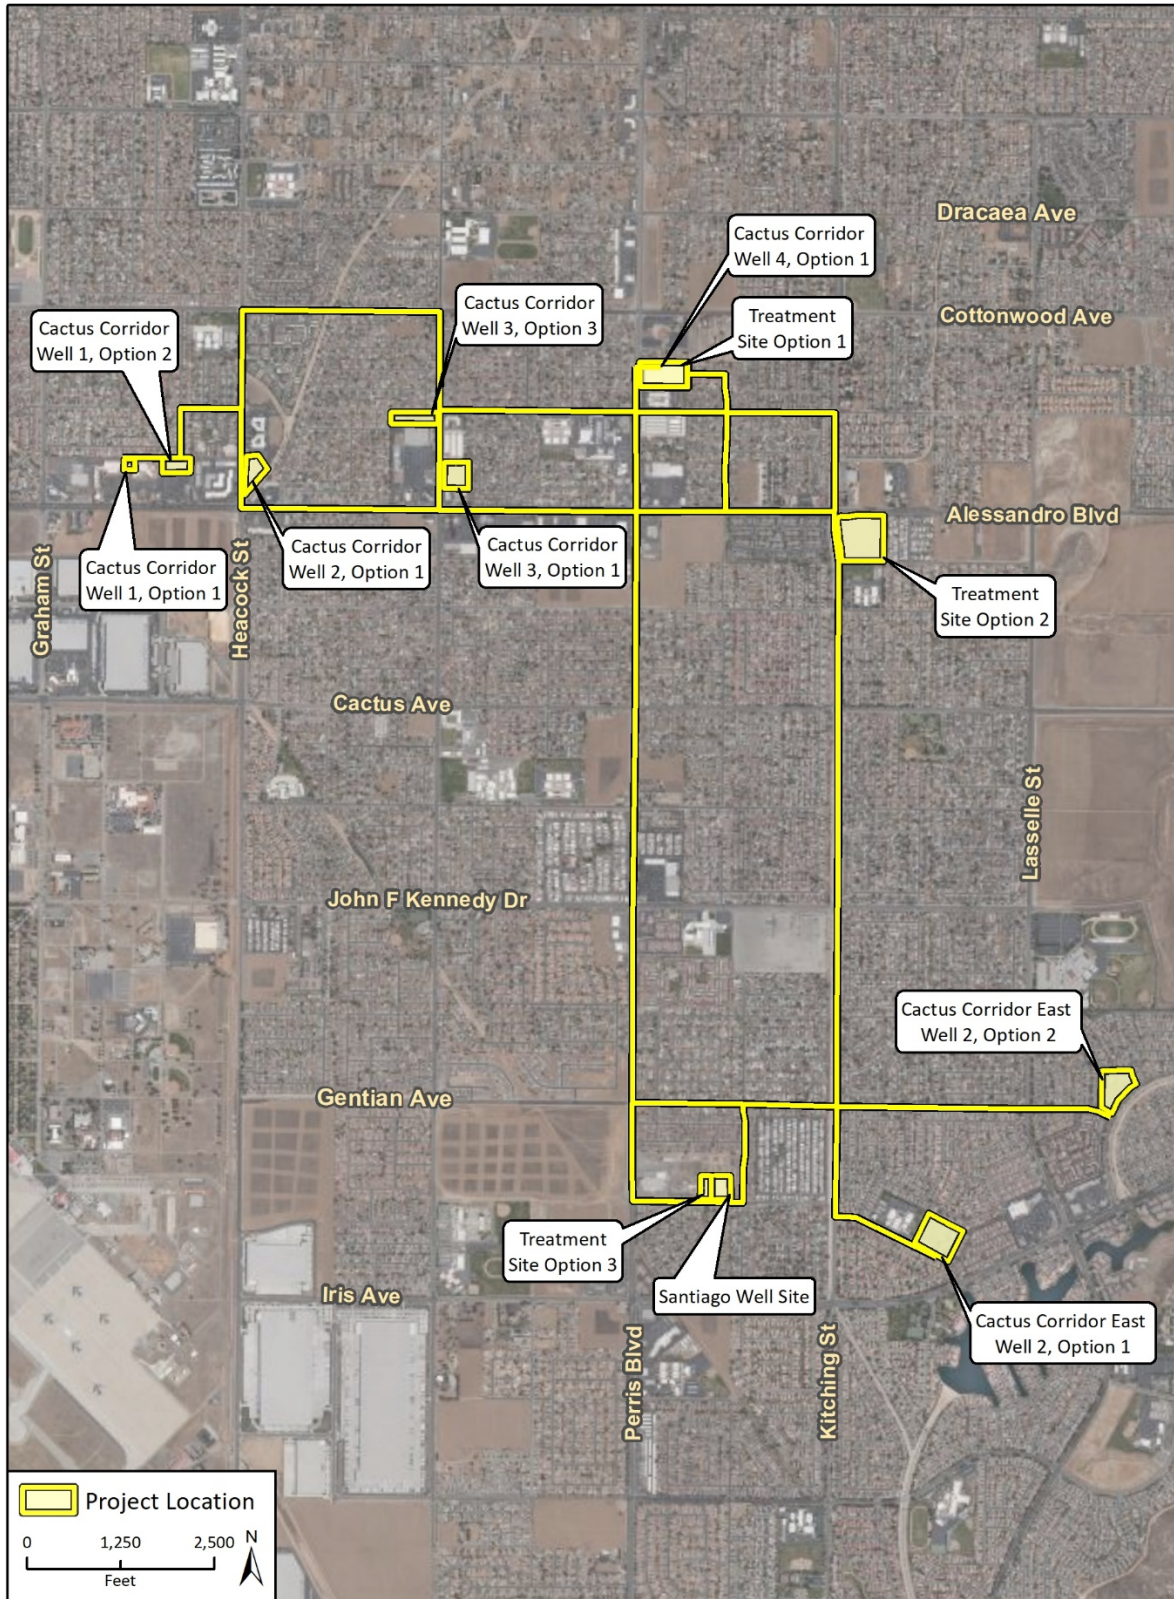 Dracaea Ave
Cactus Corridor
Well 4, Option 1
Cactus Corridor
Well 3, Option 3
Treatment
Site Option 1
Cottonwood Ave
Cactus Corridor
Well 1, Option 2
Alessandro Blvd
Cactus Corridor
Well 1, Option 1
Cactus Corridor
Well 2, Option 1
Cactus Corridor
Well 3, Option 1
Treatment
Site Option 2
Graham St
Heacock St
Cactus Ave
Lasselle St
John F Kennedy Dr
Cactus Corridor East
Well 2, Option 2
Gentian Ave
Treatment
Site Option 3
Santiago Well Site
Iris Ave
Cactus Corridor East
Well 2, Option 1
Perris Blvd
Kitching St
Project Location
0 1,250 2,500
Feet
N